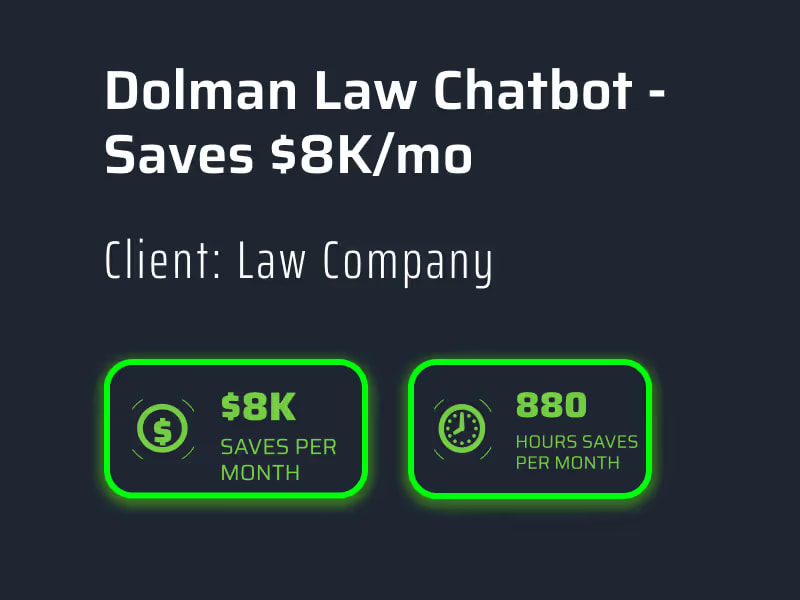 Dolman Law Chatbot -
Saves $8K/mo
Client: Law Company
$8K
SAVES PER
MONTH
880
HOURS SAVES
PER MONTH